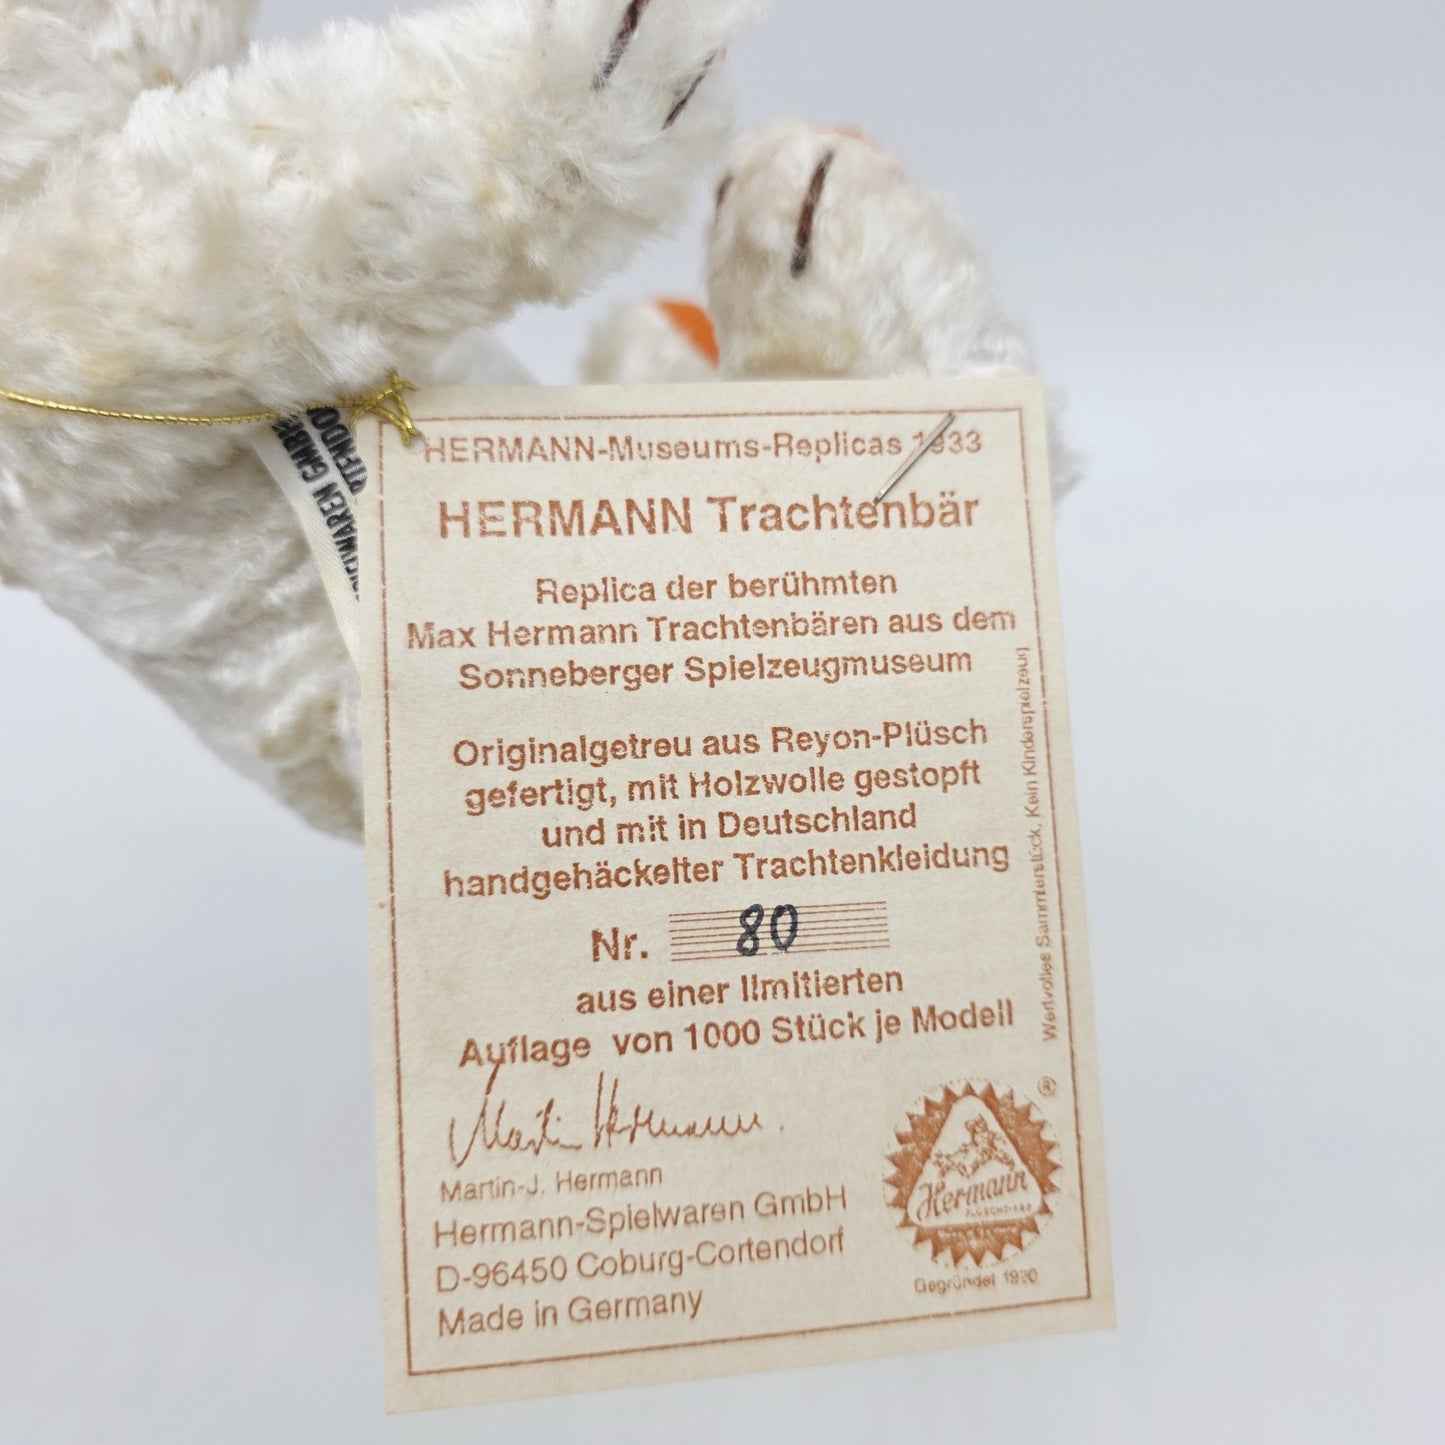 HERMANN-Museums-Replicas 1933
HERMANN Trachtenbär
Replica der berühmten
Max Hermann Trachtenbären aus dem
Sonneberger Spielzeugmuseum
Originalgetreu aus Reyon-Plüsch
gefertigt, mit Holzwolle gestopft
und mit in Deutschland
handgehäckelter Trachtenkleidung
Nr. 80
aus einer limitierten
Auflage von 1000 Stück je Modell
Martin Hermann
Martin-J. Hermann
Hermann-Spielwaren GmbH
D-96450 Coburg-Cortendorf
Made in Germany
Wertvolles Sammlerstück, Kein Kinderspielzeug
®
Hermann
Gegründet 1920